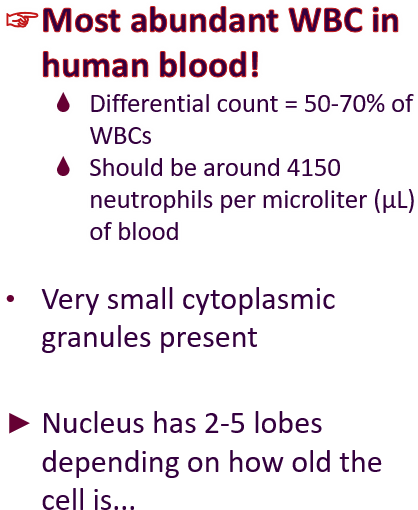 ☞Most abundant WBC in
human blood!
Differential count = 50-70% of
WBCs
Should be around 4150
neutrophils per microliter (µL)
of blood
• Very small cytoplasmic
granules present
► Nucleus has 2-5 lobes
depending on how old the
cell is...